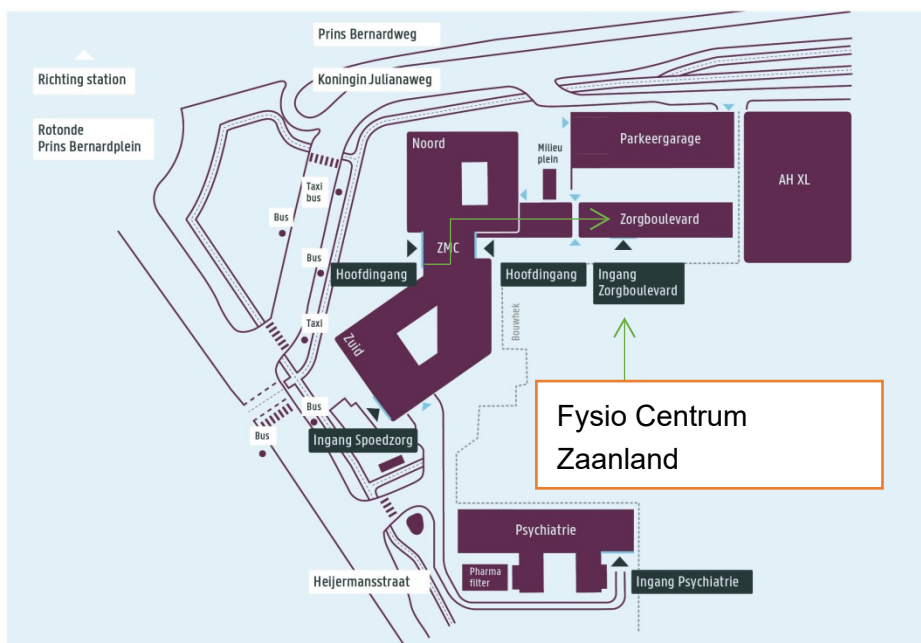 Prins Bernardweg
Richting station
Koningin Julianaweg
Rotonde
Prins Bernardplein
Noord
Milieu
plein
Parkeergarage
AH XL
Taxi
bus
Bus
Zorgboulevard
ZMC
Bus
Hoofdingang
Hoofdingang
Ingang
Zorgboulevard
Taxi
Zuid
Bouwhek
Bus
Bus
Ingang Spoedzorg
Fysio Centrum
Zaanland
Psychiatrie
Pharma
filter
Heijermansstraat
Ingang Psychiatrie